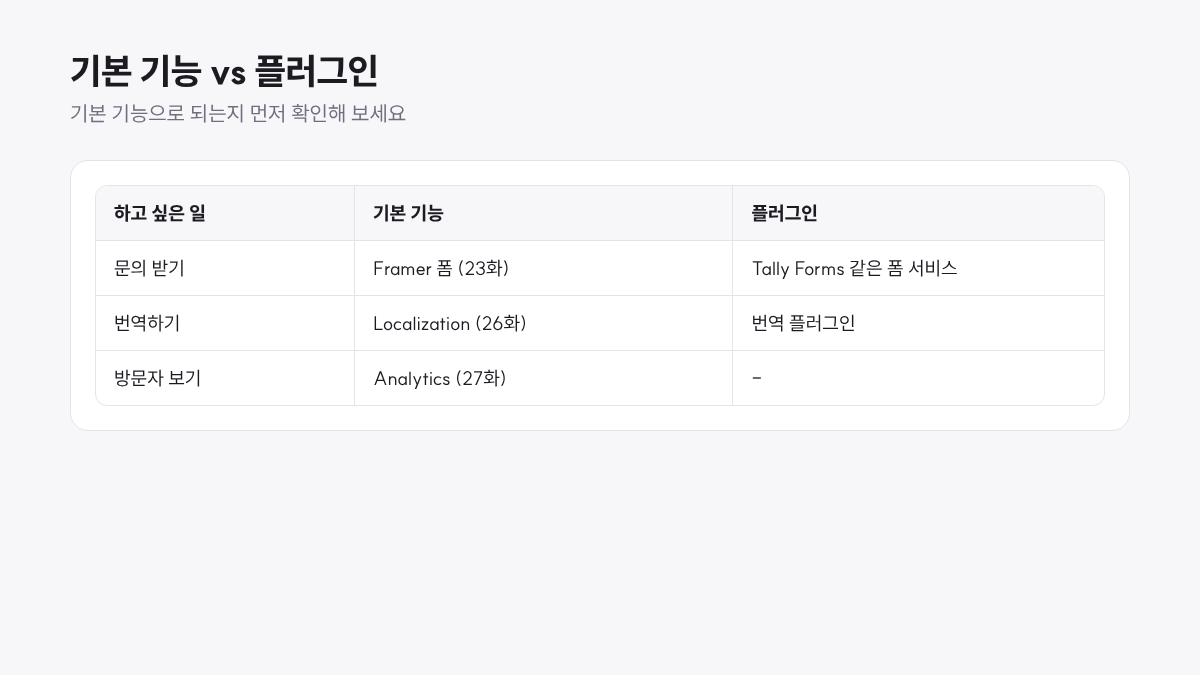 기본 기능 vs 플러그인
기본 기능으로 되는지 먼저 확인해 보세요
하고 싶은 일 기본 기능 플러그인
문의 받기 Framer 폼 (23화) Tally Forms 같은 폼 서비스
번역하기 Localization (26화) 번역 플러그인
방문자 보기 Analytics (27화) –